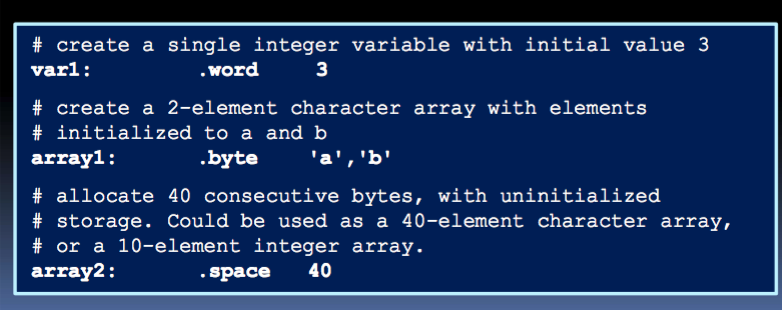 # create a single integer variable with initial value 3
var1: .word 3
# create a 2-element character array with elements
# initialized to a and b
array1: .byte 'a','b'
# allocate 40 consecutive bytes, with uninitialized
# storage. Could be used as a 40-element character array,
# or a 10-element integer array.
array2: .space 40